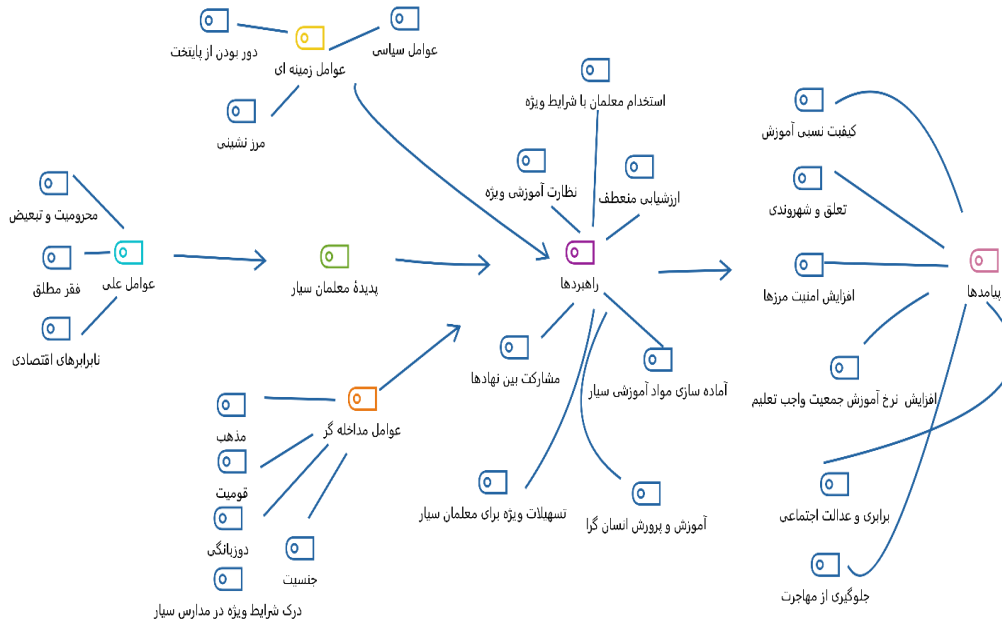 دور بودن از پایتخت
عوامل سیاسی
عوامل زمینه ای
مرز نشینی
استخدام معلمان با شرایط ویژه
نظارت آموزشی ویژه
ارزشیابی منعطف
کیفیت نسبی آموزش
تعلق و شهروندی
محرومیت و تبعیض
فقر مطلق
عوامل علی
نابرابرهای اقتصادی
پدیدۀ معلمان سیار
راهبردها
افزایش امنیت مرزها
پیامدها
مشارکت بین نهادها
آماده سازی مواد آموزشی سیار
افزایش نرخ آموزش جمعیت واجب تعلیم
عوامل مداخله گر
مذهب
قومیت
دوزبانگی
جنسیت
درک شرایط ویژه در مدارس سیار
تسهیلات ویژه برای معلمان سیار
آموزش و پرورش انسان گرا
برابری و عدالت اجتماعی
جلوگیری از مهاجرت